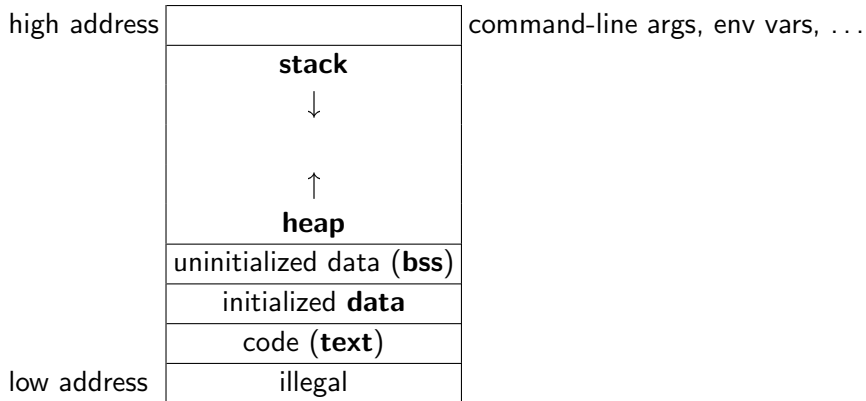 high address command-line args, env vars, ...
stack
↓
↑
heap
uninitialized data (bss)
initialized data
code (text)
low address illegal